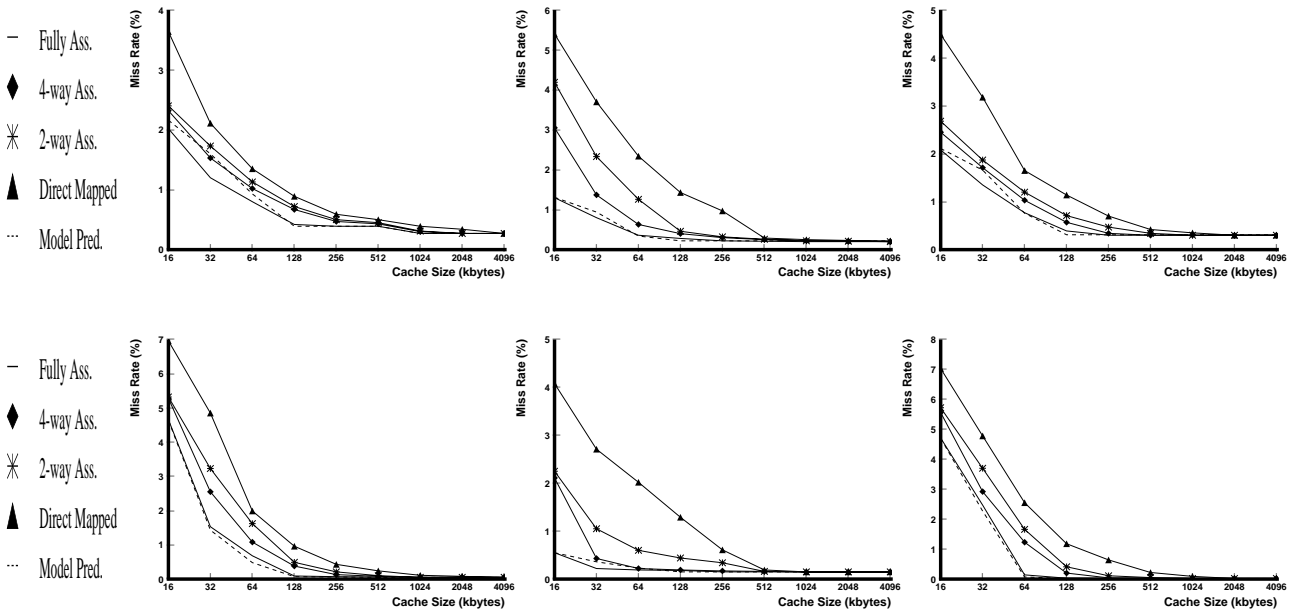 Fully Ass.
4-way Ass.
2-way Ass.
Direct Mapped
Model Pred.
Miss Rate (%)
4
3
2
1
0
16 32 64 128 256 512 1024 2048 4096
Cache Size (kbytes)
Miss Rate (%)
6
5
4
3
2
1
0
16 32 64 128 256 512 1024 2048 4096
Cache Size (kbytes)
Miss Rate (%)
5
4
3
2
1
0
16 32 64 128 256 512 1024 2048 4096
Cache Size (kbytes)
Fully Ass.
4-way Ass.
2-way Ass.
Direct Mapped
Model Pred.
Miss Rate (%)
7
6
5
4
3
2
1
0
16 32 64 128 256 512 1024 2048 4096
Cache Size (kbytes)
Miss Rate (%)
5
4
3
2
1
0
16 32 64 128 256 512 1024 2048 4096
Cache Size (kbytes)
Miss Rate (%)
8
7
6
5
4
3
2
1
0
16 32 64 128 256 512 1024 2048 4096
Cache Size (kbytes)